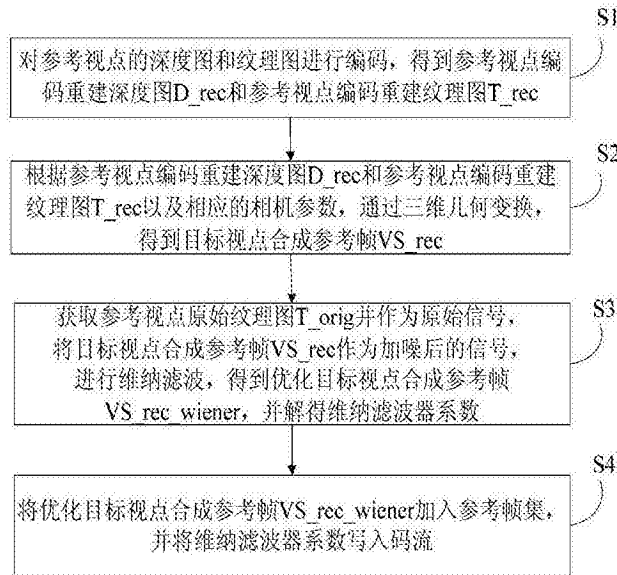 S1
对参考视点的深度图和纹理图进行编码，得到参考视点编
码重建深度图D_rec和参考视点编码重建纹理图T_rec
S2
根据参考视点编码重建深度图D_rec和参考视点编码重建
纹理图T_rec以及相应的相机参数，通过三维几何变换，
得到目标视点合成参考帧VS_rec
S3
获取参考视点原始纹理图T_orig并作为原始信号，
将目标视点合成参考帧VS_rec作为加噪后的信号，
进行维纳滤波，得到优化目标视点合成参考帧
VS_rec_wiener，并解得维纳滤波器系数
S4
将优化目标视点合成参考帧VS_rec_wiener加入参考帧集，
并将维纳滤波器系数写入码流